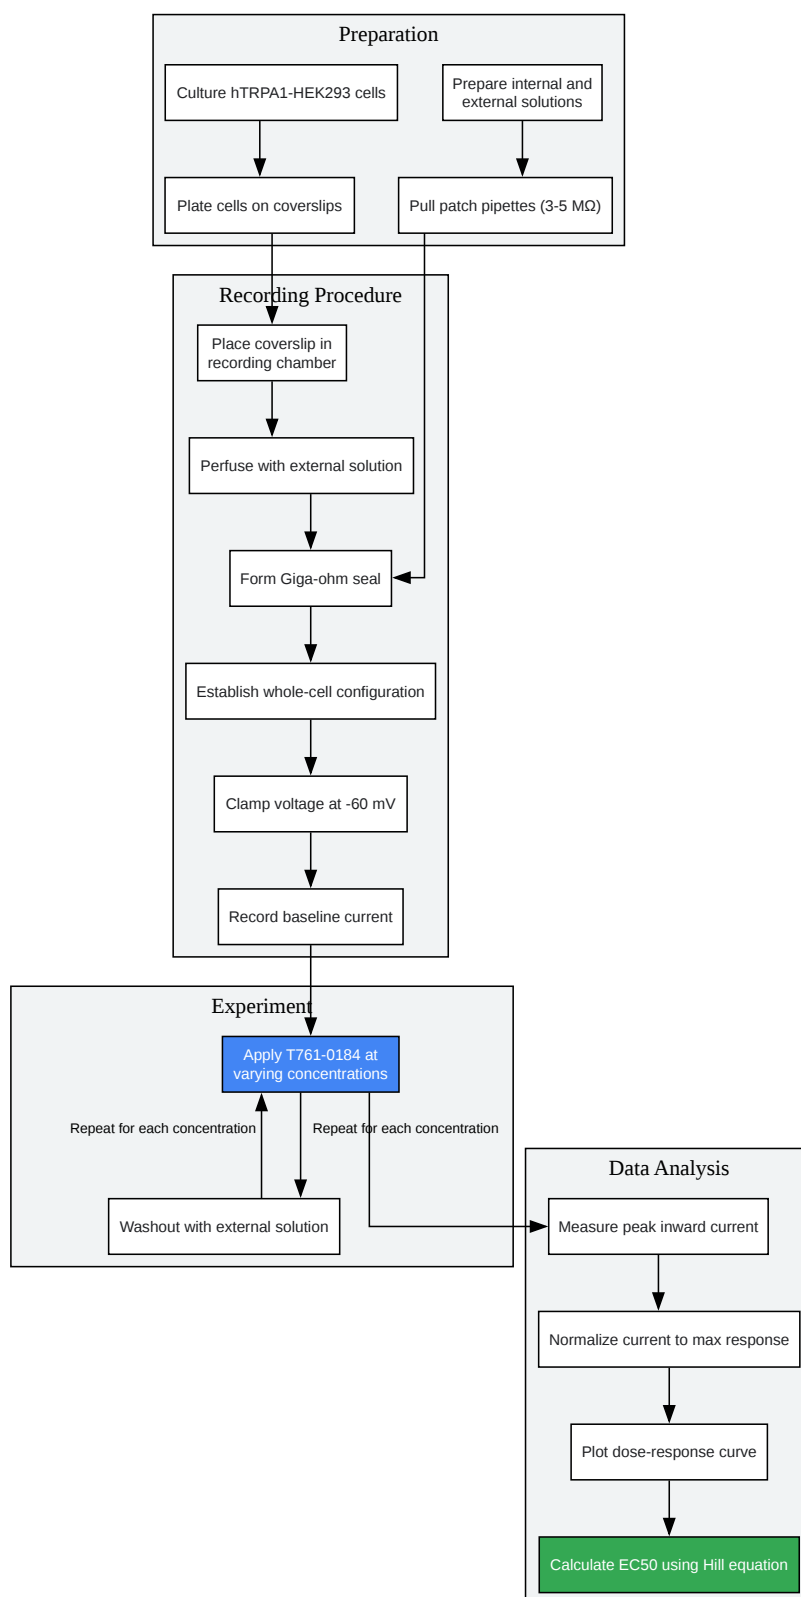 Preparation
Culture hTRPA1-HEK293 cells
Prepare internal and
external solutions
Plate cells on coverslips
Pull patch pipettes (3-5 MΩ)
Recording Procedure
Place coverslip in
recording chamber
Perfuse with external solution
Form Giga-ohm seal
Establish whole-cell configuration
Clamp voltage at -60 mV
Record baseline current
Experiment
Apply T761-0184 at
varying concentrations
Repeat for each concentration
Repeat for each concentration
Washout with external solution
Data Analysis
Measure peak inward current
Normalize current to max response
Plot dose-response curve
Calculate EC50 using Hill equation